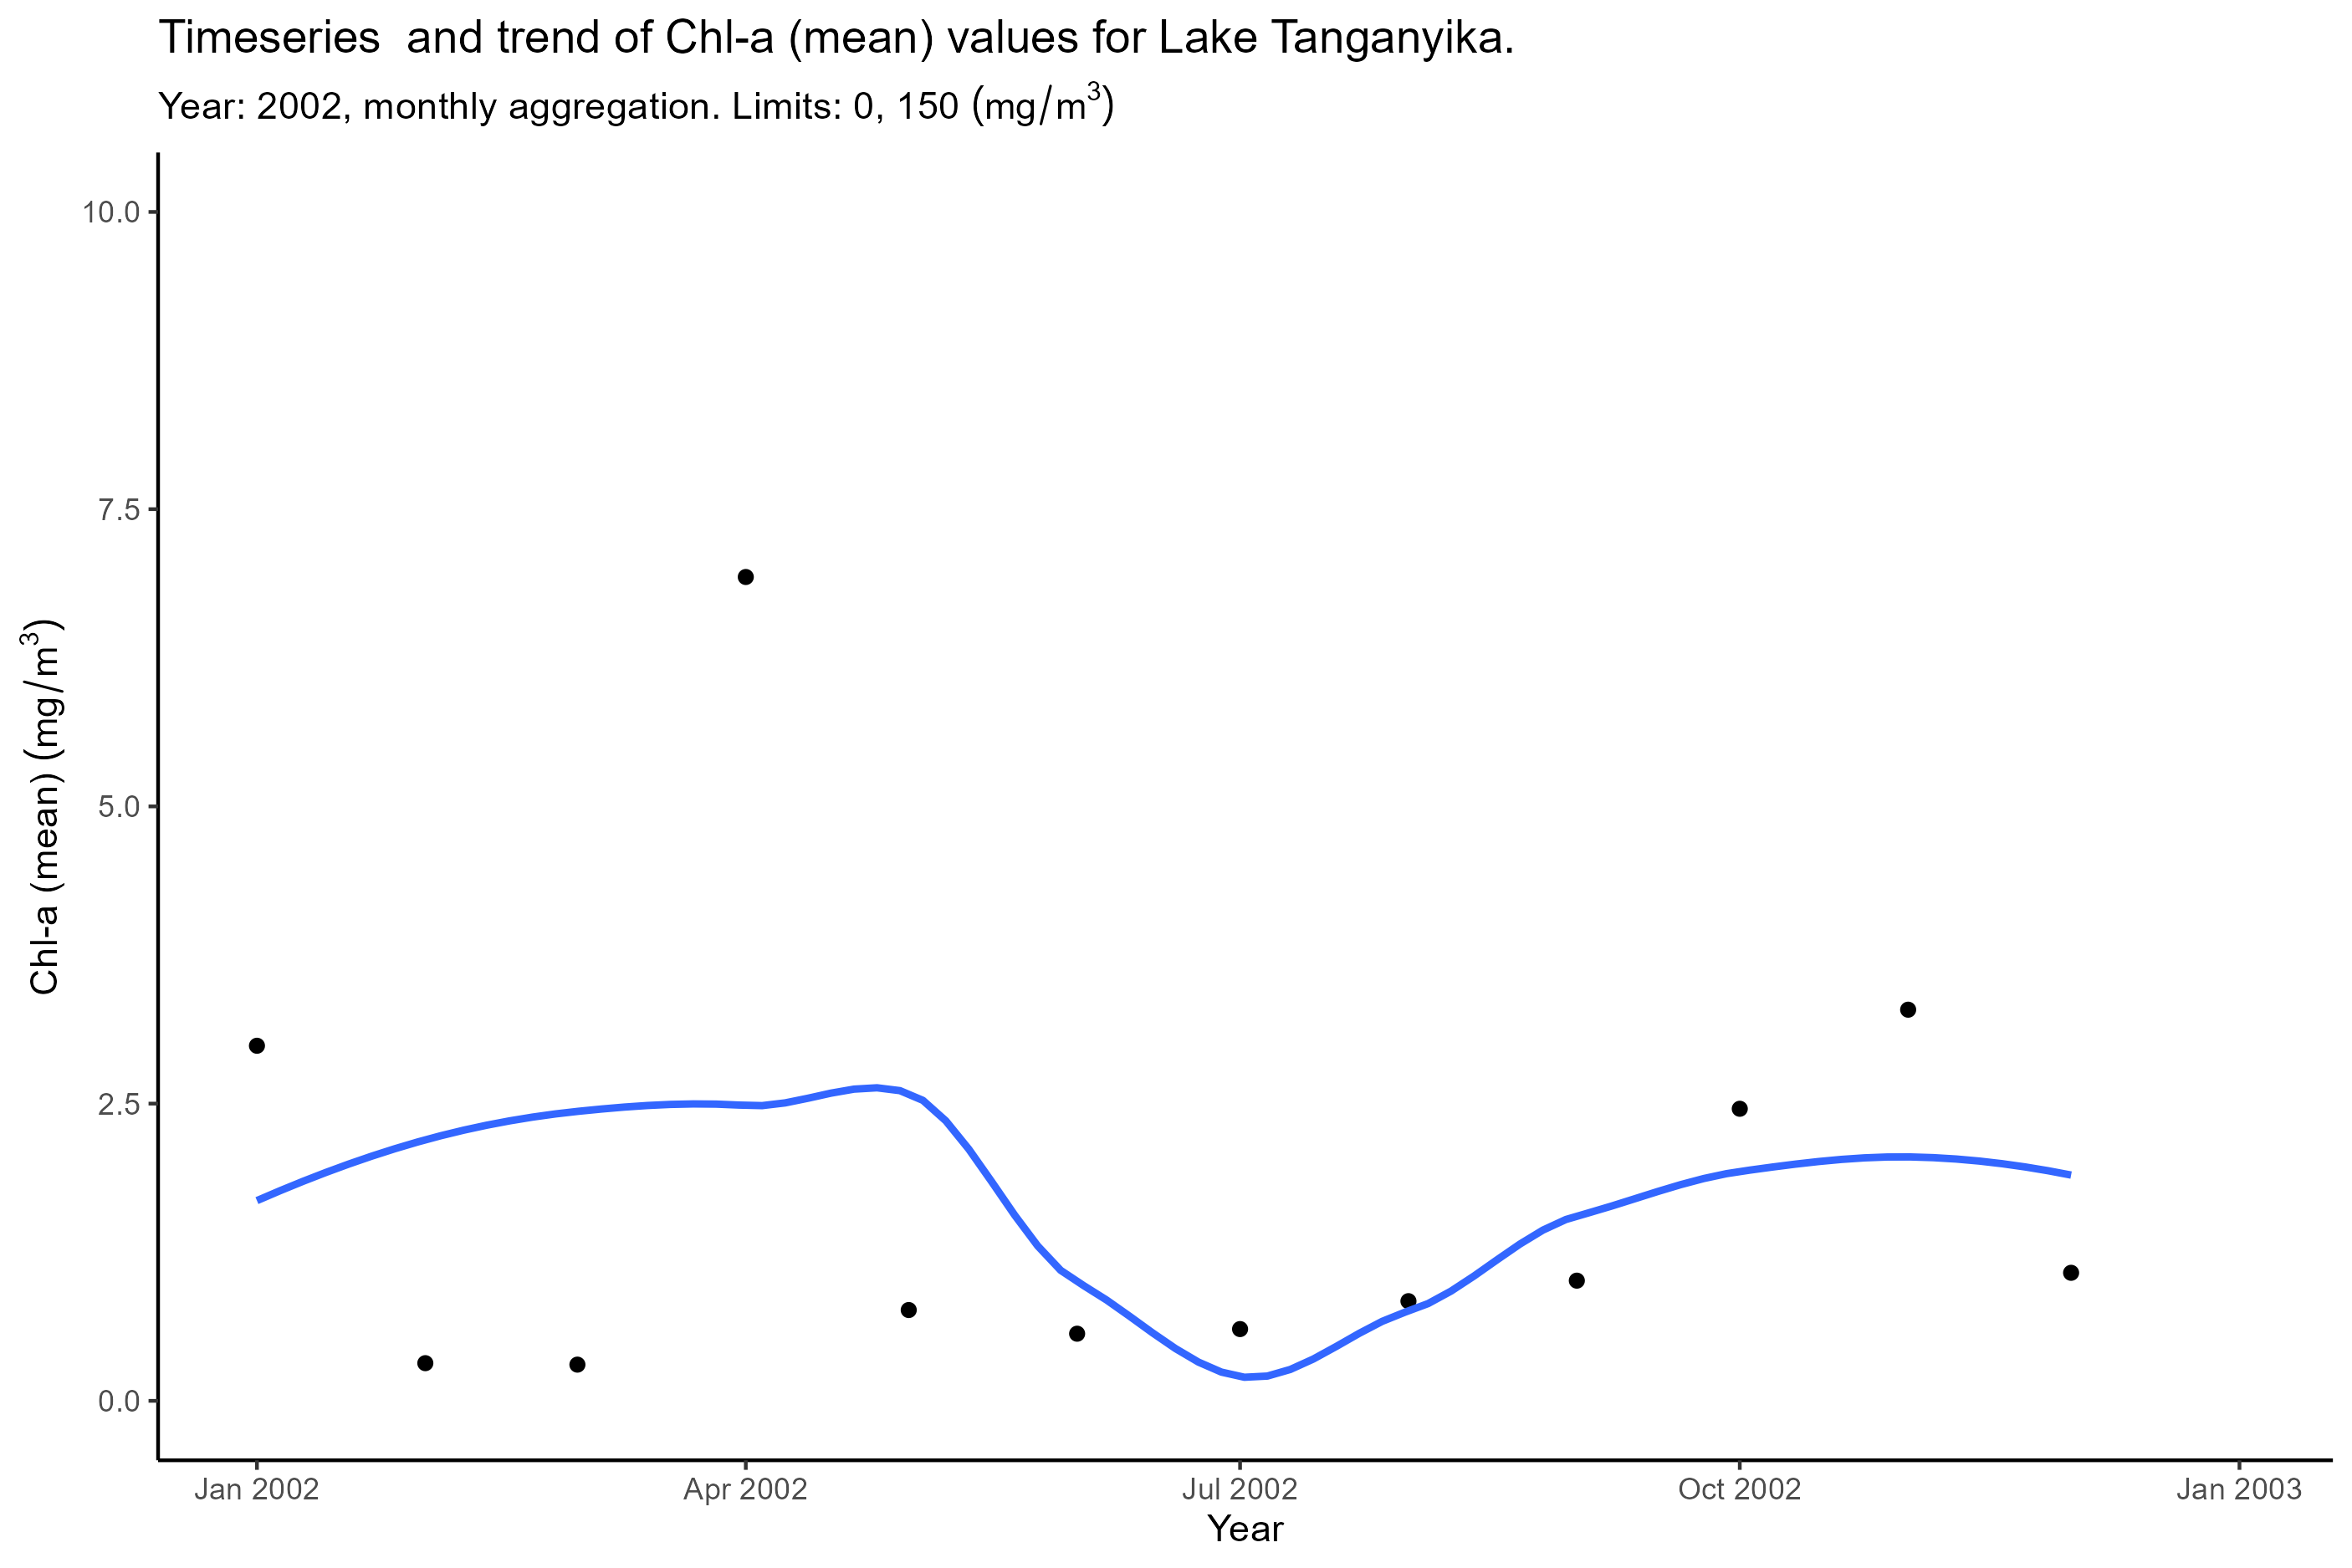 Timeseries  and trend of Chl-a (mean) values for Lake Tanganyika.
Year: 2002, monthly aggregation. Limits: 0, 150 (mg/m³)
Chl-a (mean) (mg/m³)
10.0
7.5
5.0
2.5
0.0
Jan 2002
Apr 2002
Jul 2002
Oct 2002
Jan 2003
Year